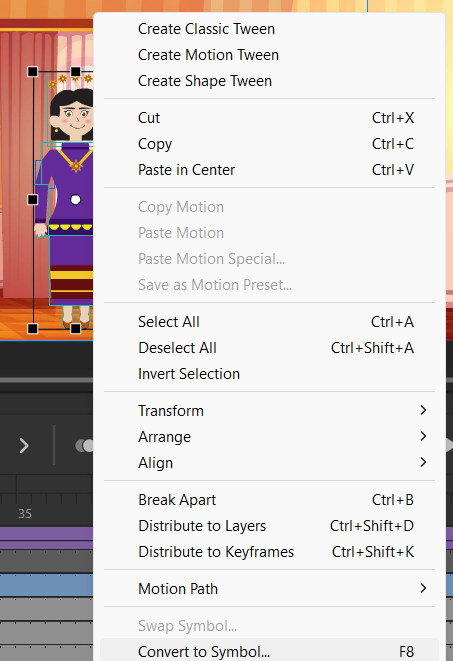 Create Classic Tween
Create Motion Tween
Create Shape Tween
Cut Ctrl+X
Copy Ctrl+C
Paste in Center Ctrl+V
Copy Motion
Paste Motion
Paste Motion Special...
Save as Motion Preset...
Select All Ctrl+A
Deselect All Ctrl+Shift+A
Invert Selection
Transform
Arrange
Align
Break Apart Ctrl+B
Distribute to Layers Ctrl+Shift+D
35
Distribute to Keyframes Ctrl+Shift+K
Motion Path
Swap Symbol...
Convert to Symbol... F8